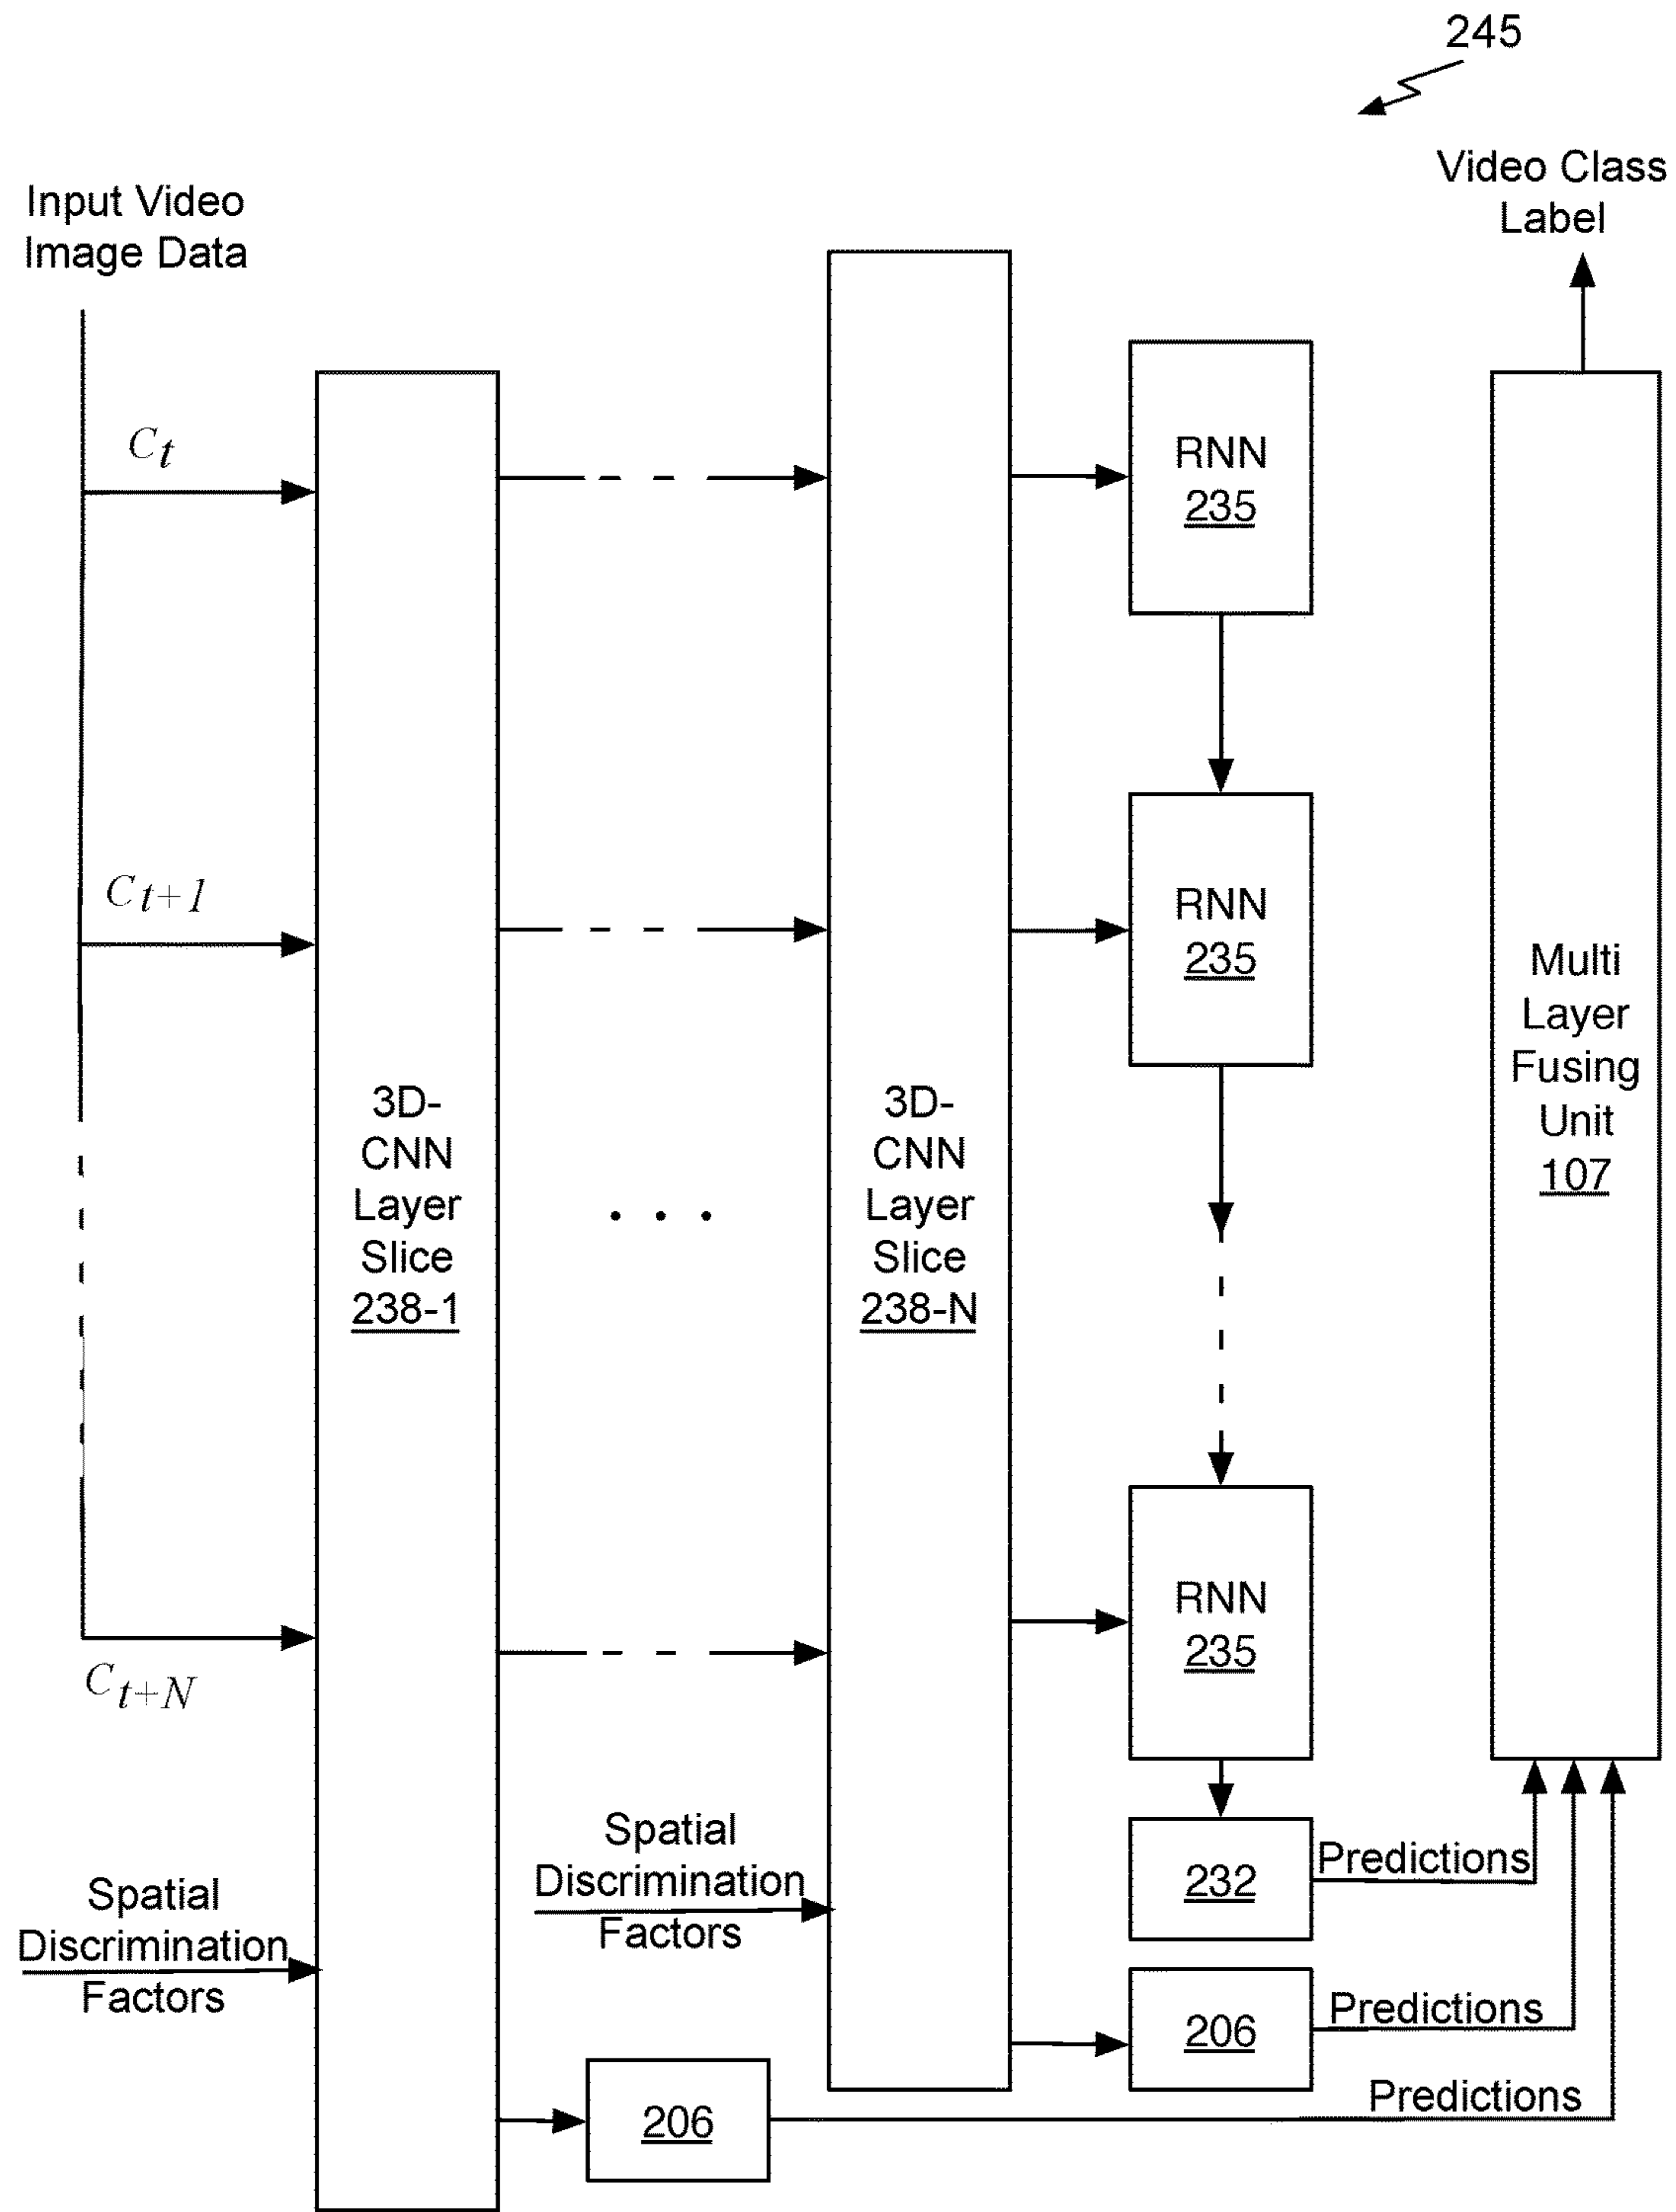 245
Input Video
Image Data
Video Class
Label
Ct
Ct+1
Ct+N
3D-
CNN
Layer
Slice
238-1
. . .
3D-
CNN
Layer
Slice
238-N
RNN
235
RNN
235
RNN
235
Multi
Layer
Fusing
Unit
107
Spatial
Discrimination
Factors
Spatial
Discrimination
Factors
232
Predictions
206
Predictions
206
Predictions